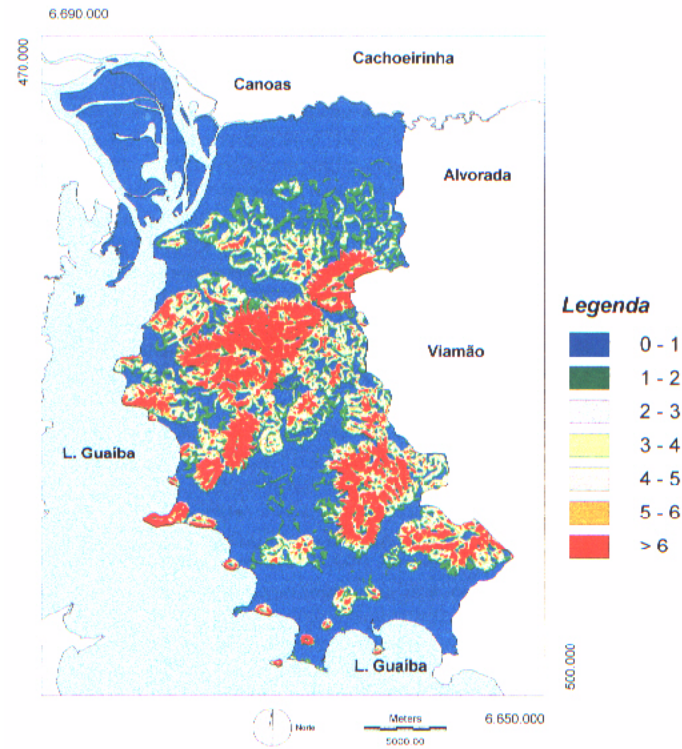 6.690.000
470.000
Cachoeirinha
Canoas
Alvorada
Legenda
0 - 1
1 - 2
2 - 3
3 - 4
4 - 5
5 - 6
> 6
Viamão
L. Guaiba
L. Guaiba
500.000
Norte
Meters
5000.00
6.650.000